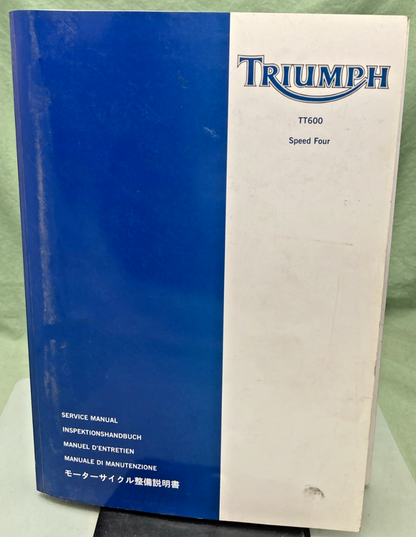 TRIUMPH
TT600
Speed Four
SERVICE MANUAL
INSPEKTIONSHANDBUCH
MANUEL D'ENTRETIEN
MANUALE DI MANUTENZIONE
モーターサイクル整備説明書